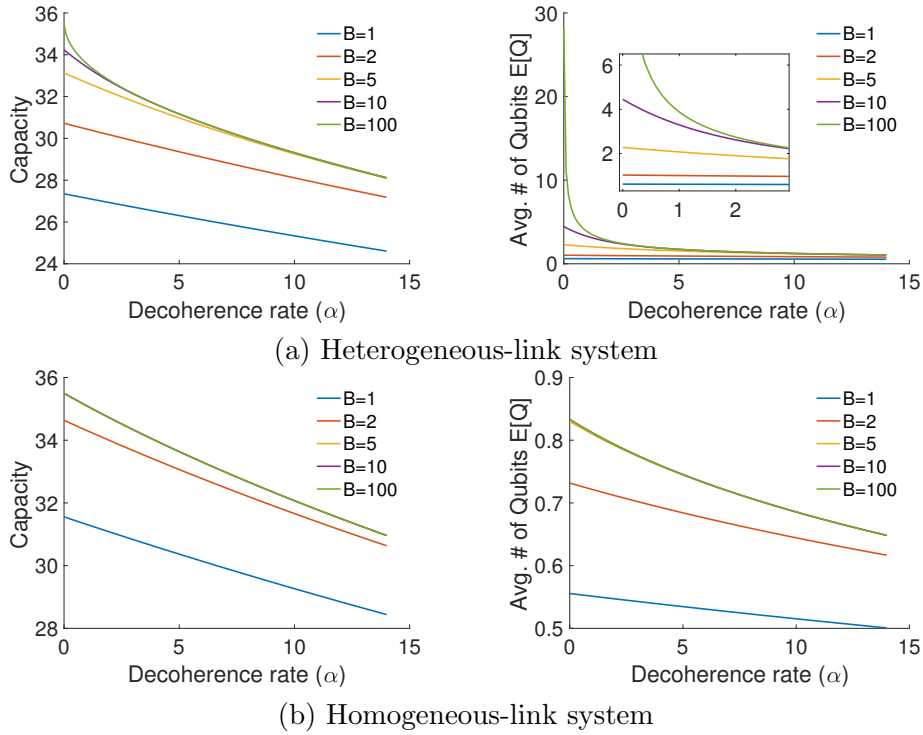 36
34
32
30
28
26
24
Capacity
0
5
10
15
Decoherence rate (α)
B=1
B=2
B=5
B=10
B=100
30
20
10
0
Avg. # of Qubits E[Q]
0
5
10
15
Decoherence rate (α)
6
4
2
0
1
2
B=1
B=2
B=5
B=10
B=100
(a) Heterogeneous-link system
36
34
32
30
28
Capacity
0
5
10
15
Decoherence rate (α)
B=1
B=2
B=5
B=10
B=100
0.9
0.8
0.7
0.6
0.5
Avg. # of Qubits E[Q]
0
5
10
15
Decoherence rate (α)
B=1
B=2
B=5
B=10
B=100
(b) Homogeneous-link system